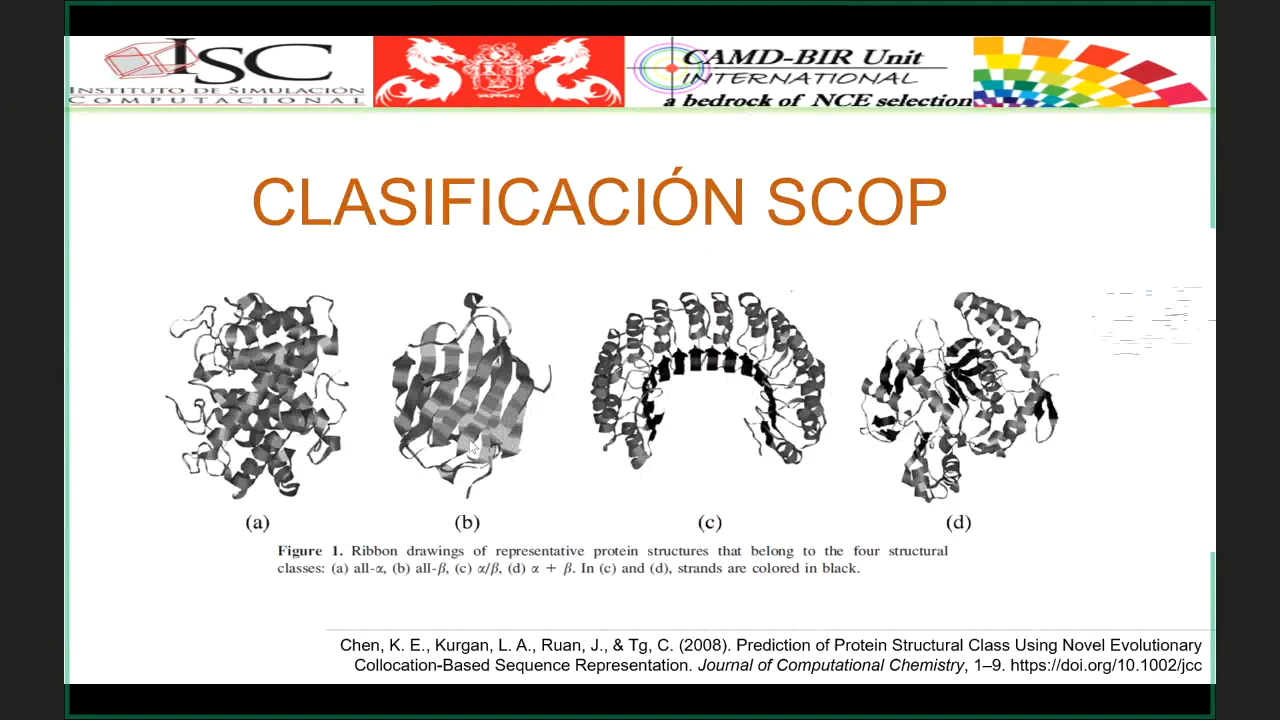 ISC
INSTITUTO DE SIMULACIÓN
COMPUTACIONAL
CAMD-BIR Unit
INTERNATIONAL
a bedrock of NCE selection
CLASIFICACIÓN SCOP
(a) (b) (c) (d)
Figure 1. Ribbon drawings of representative protein structures that belong to the four structural
classes: (a) all-α, (b) all-β, (c) α/β, (d) α + β. In (c) and (d), strands are colored in black.
Chen, K. E., Kurgan, L. A., Ruan, J., & Tg, C. (2008). Prediction of Protein Structural Class Using Novel Evolutionary
Collocation-Based Sequence Representation. Journal of Computational Chemistry, 1–9. https://doi.org/10.1002/jcc